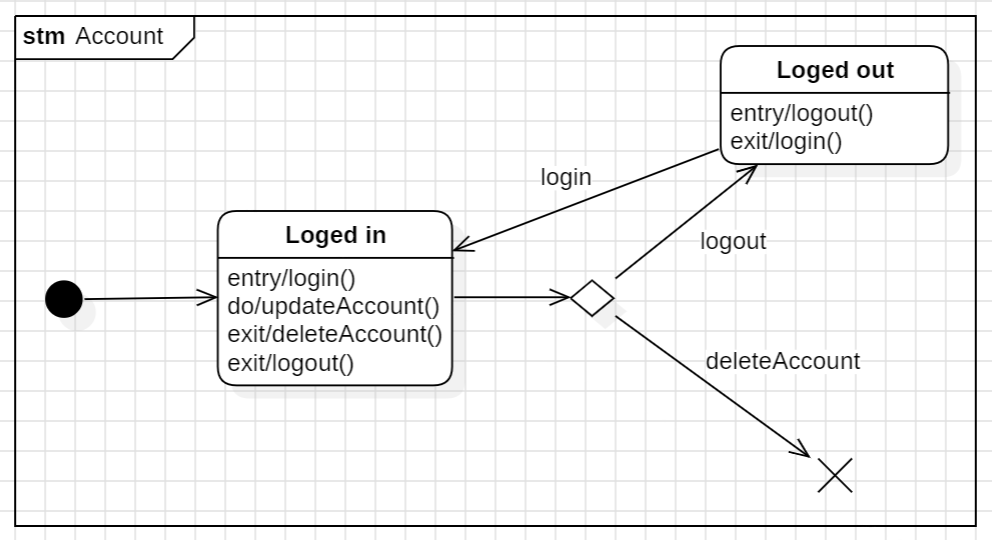 stm Account
Loged out
entry/logout()
exit/login()
login
logout
Loged in
entry/login()
do/updateAccount()
exit/deleteAccount()
exit/logout()
deleteAccount